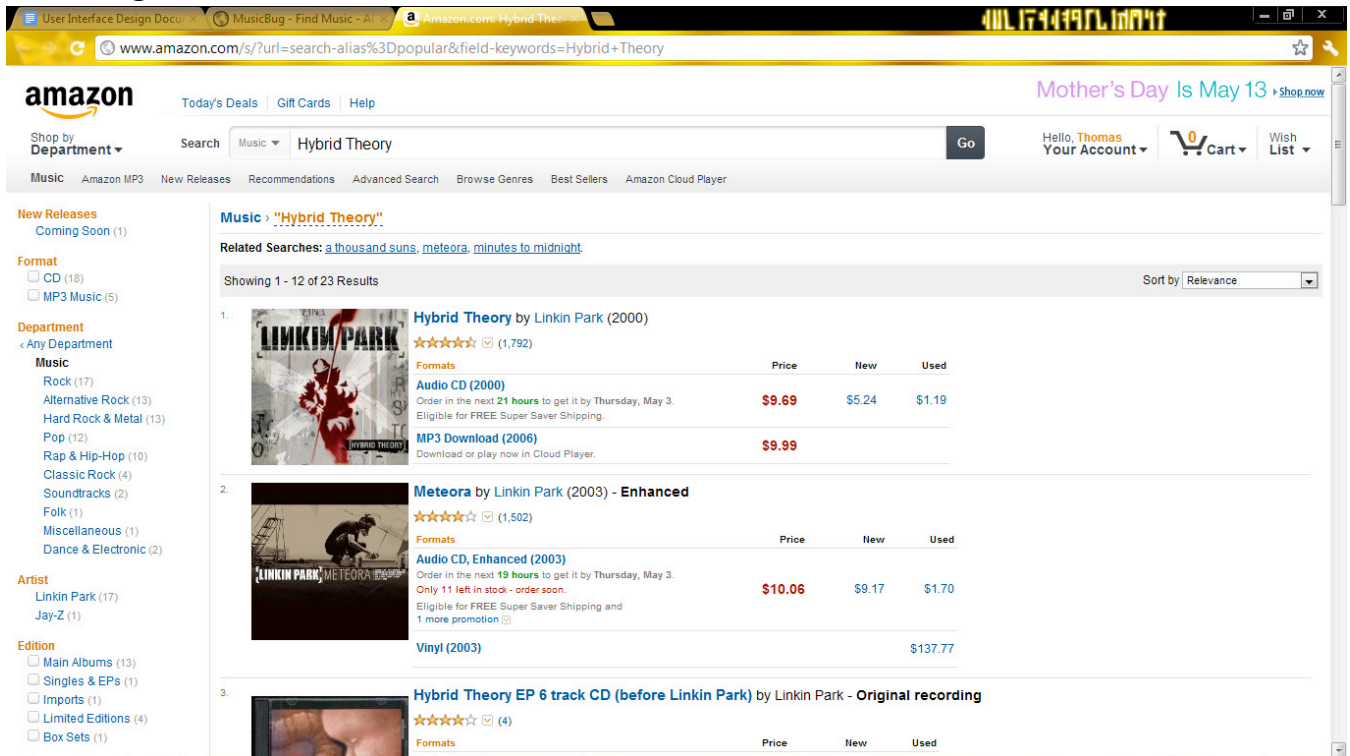 User Interface Design Docu
MusicBug - Find Music - Al
Amazon.com: Hybrid Theo
www.amazon.com/s/?url=search-alias%3Dpopular&field-keywords=Hybrid+Theory
amazon
Today's Deals Gift Cards Help
Mother's Day Is May 13 Shop now
Shop by
Department
Search Music Hybrid Theory Go
Hello, Thomas
Your Account
0 Cart
Wish
List
Music Amazon MP3 New Releases Recommendations Advanced Search Browse Genres Best Sellers Amazon Cloud Player
New Releases
Coming Soon (1)
Format
CD (18)
MP3 Music (5)
Department
‹ Any Department
Music
Rock (17)
Alternative Rock (13)
Hard Rock & Metal (13)
Pop (12)
Rap & Hip-Hop (10)
Classic Rock (4)
Soundtracks (2)
Folk (1)
Miscellaneous (1)
Dance & Electronic (2)
Artist
Linkin Park (17)
Jay-Z (1)
Edition
Main Albums (13)
Singles & EPs (1)
Imports (1)
Limited Editions (4)
Box Sets (1)
Music › "Hybrid Theory"
Related Searches: a thousand suns, meteora, minutes to midnight.
Showing 1 - 12 of 23 Results
Sort by Relevance
1.
LINKIN PARK
HYBRID THEORY
Hybrid Theory by Linkin Park (2000)
(1,792)
Formats Price New Used
Audio CD (2000)
Order in the next 21 hours to get it by Thursday, May 3.
Eligible for FREE Super Saver Shipping.
$9.69 $5.24 $1.19
MP3 Download (2006)
Download or play now in Cloud Player.
$9.99
2.
[LINKIN PARK] METEORA
Meteora by Linkin Park (2003) - Enhanced
(1,502)
Formats Price New Used
Audio CD, Enhanced (2003)
Order in the next 19 hours to get it by Thursday, May 3.
Only 11 left in stock - order soon.
Eligible for FREE Super Saver Shipping and
1 more promotion
$10.06 $9.17 $1.70
Vinyl (2003) $137.77
3.
Hybrid Theory EP 6 track CD (before Linkin Park) by Linkin Park - Original recording
(4)
Formats Price New Used